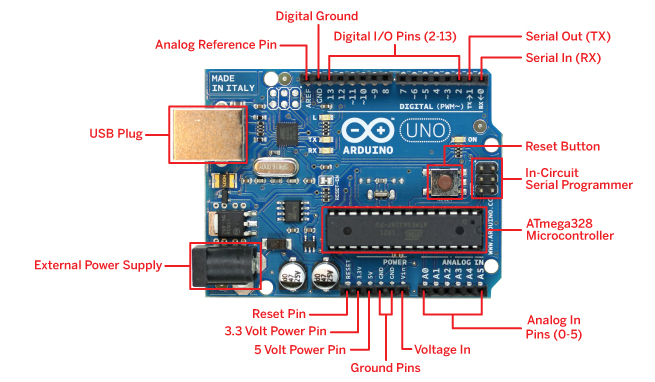 Digital Ground
Analog Reference Pin
Digital I/O Pins (2-13)
Serial Out (TX)
Serial In (RX)
MADE
IN ITALY
AREF
GND
13
12
~11
~10
~9
8
7
~6
~5
4
~3
2
TX→1
RX←0
DIGITAL (PWM~)
USB Plug
L
TX
RX
ARDUINO
UNO
ON
Reset Button
In-Circuit
Serial Programmer
ATmega328
Microcontroller
WWW.ARDUINO.C
External Power Supply
47
25V
47
25V
POWER
ANALOG IN
RESET
3.3V
5V
GND
GND
Vin
A0
A1
A2
A3
A4
A5
Reset Pin
3.3 Volt Power Pin
5 Volt Power Pin
Ground Pins
Voltage In
Analog In
Pins (0-5)